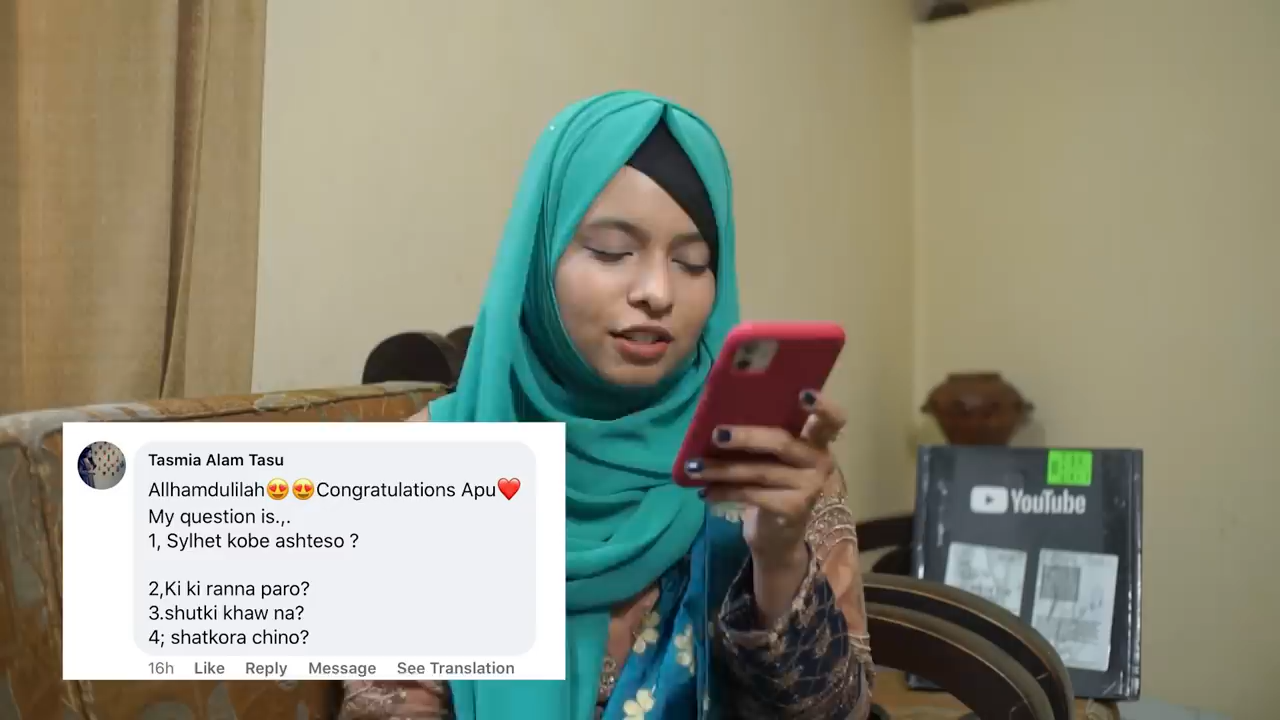 Tasmia Alam Tasu
Allhamdulilah😍😍Congratulations Apu❤️
My question is.,.
1, Sylhet kobe ashteso ?
2,Ki ki ranna paro?
3.shutki khaw na?
4; shatkora chino?
16h Like Reply Message See Translation
YouTube